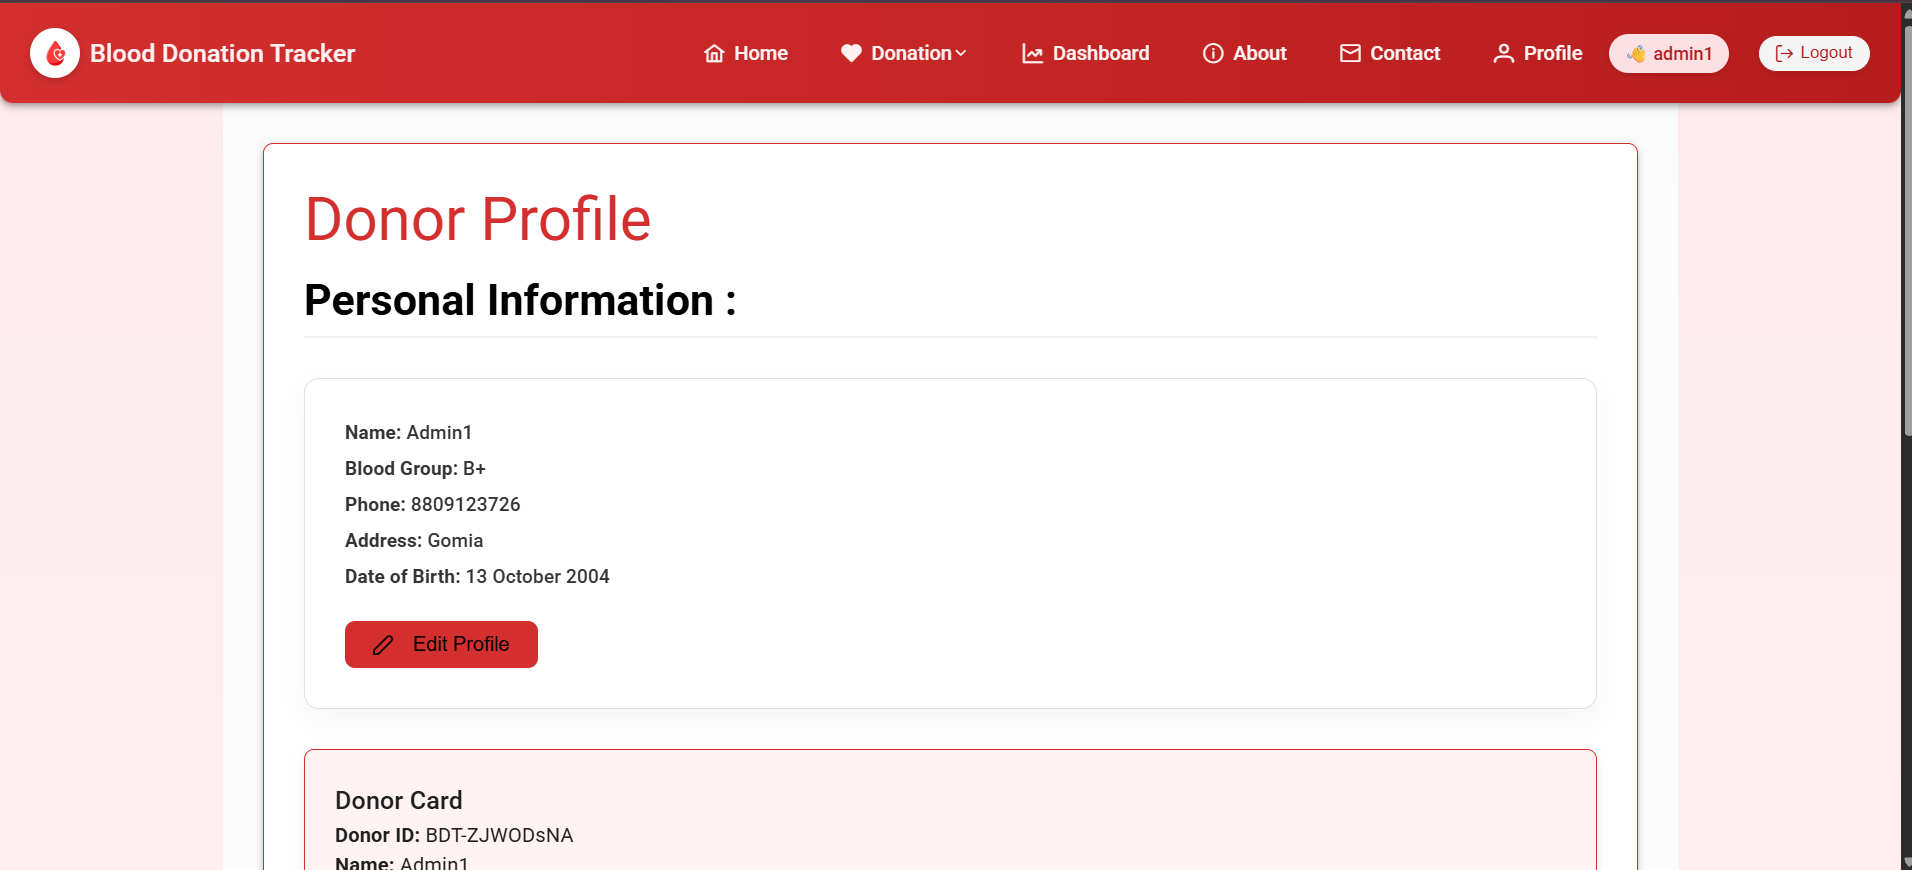 Blood Donation Tracker Home Donation Dashboard About Contact Profile 👋 admin1 Logout
Donor Profile
Personal Information :
Name: Admin1
Blood Group: B+
Phone: 8809123726
Address: Gomia
Date of Birth: 13 October 2004
Edit Profile
Donor Card
Donor ID: BDT-ZJWODsNA
Name: Admin1